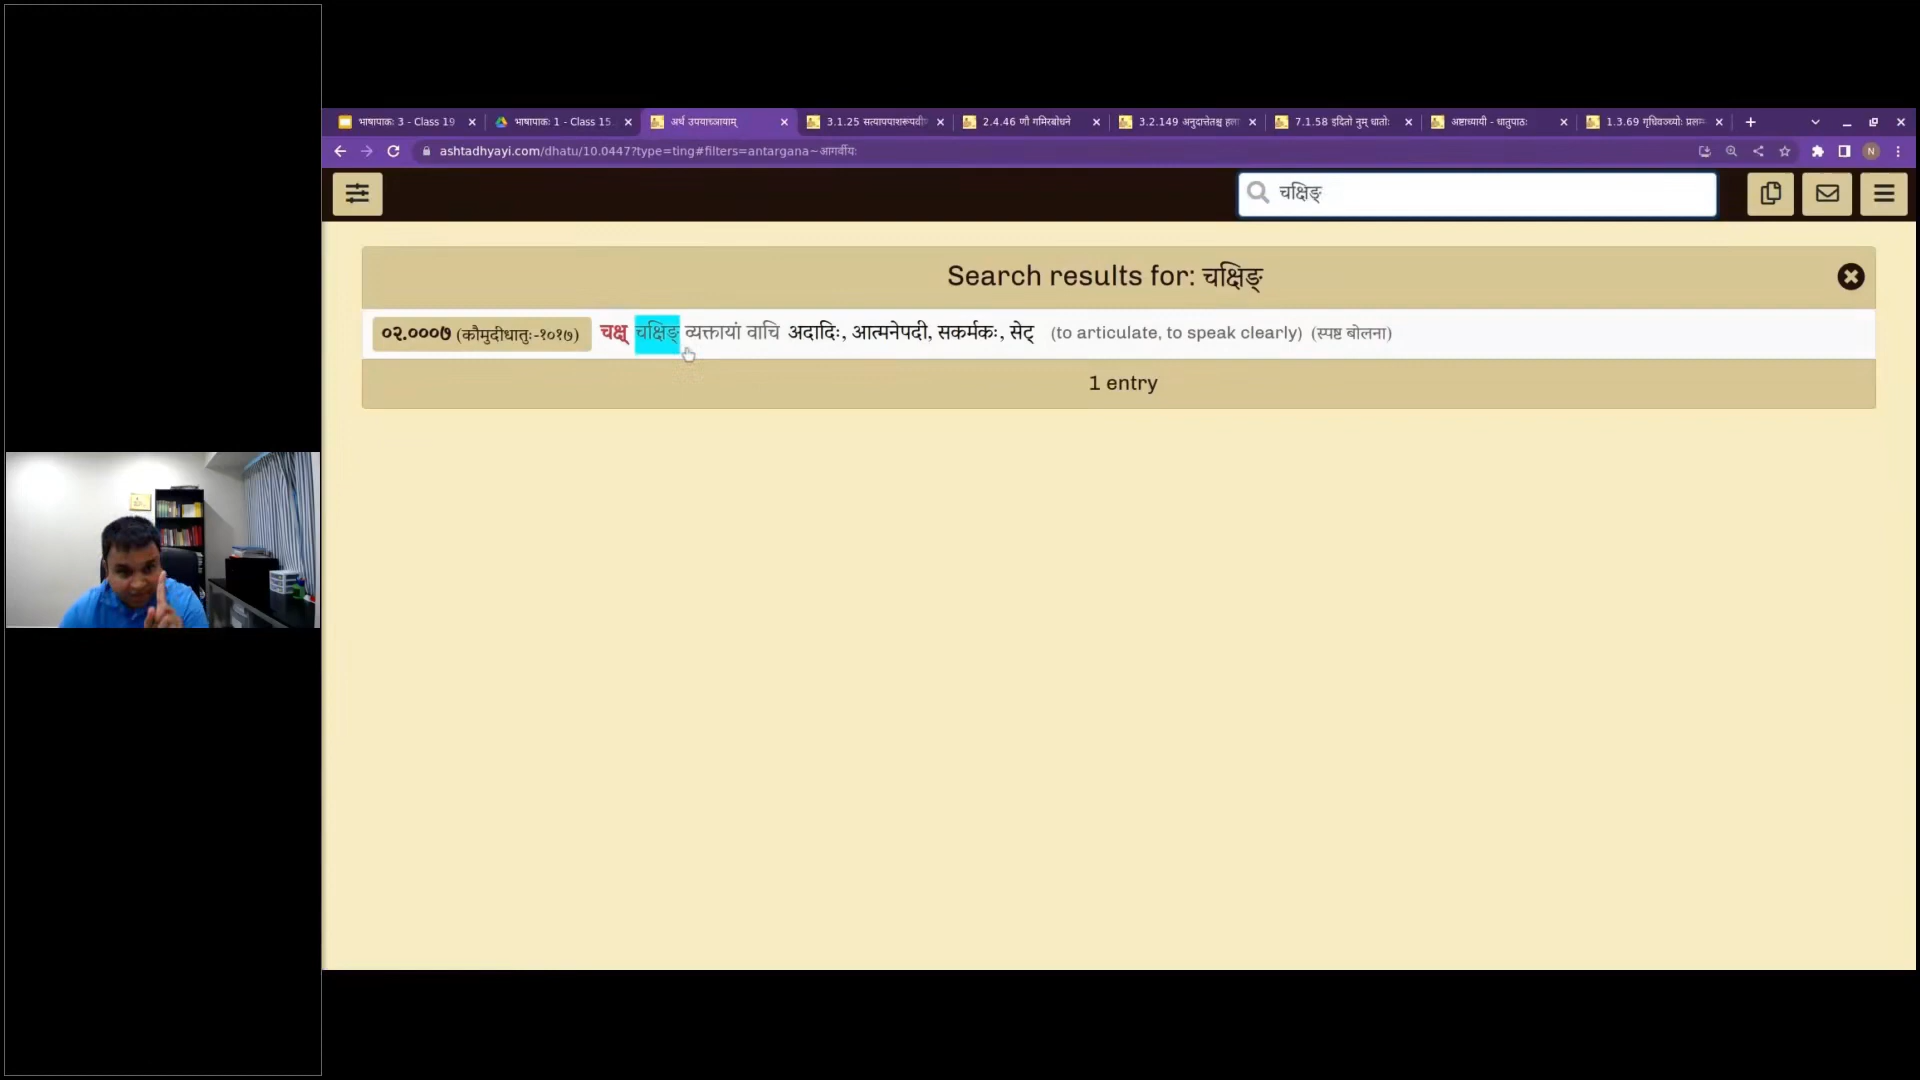 भाषापाकः 3 - Class 19
भाषापाकः 1 - Class 15
अर्थ उपयाच्ञायाम्
3.1.25 सत्यापपाशरूपवी
2.4.46 णौ गमिरबोधने
3.2.149 अनुदात्तेतश्च हला
7.1.58 इदितो नुम् धातोः
अष्टाध्यायी - धातुपाठः
1.3.69 गृधिवञ्च्योः प्रलम्
ashtadhyayi.com/dhatu/10.0447?type=ting#filters=antargana~आगर्वीयः
N
चक्षिङ्
Search results for: चक्षिङ्
०२.०००७ (कौमुदीधातुः-१०१७) चक्ष् चक्षिङ् व्यक्तायां वाचि अदादिः, आत्मनेपदी, सकर्मकः, सेट् (to articulate, to speak clearly) (स्पष्ट बोलना)
1 entry